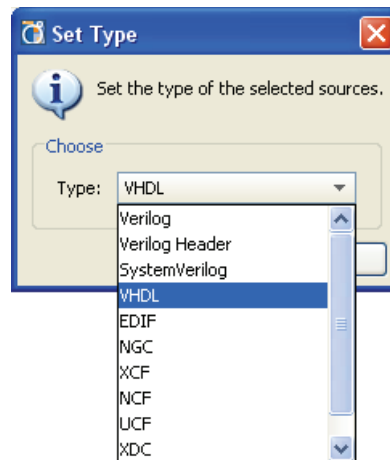 Set Type
Set the type of the selected sources.
Choose
Type: VHDL
Verilog
Verilog Header
SystemVerilog
VHDL
EDIF
NGC
XCF
NCF
UCF
XDC